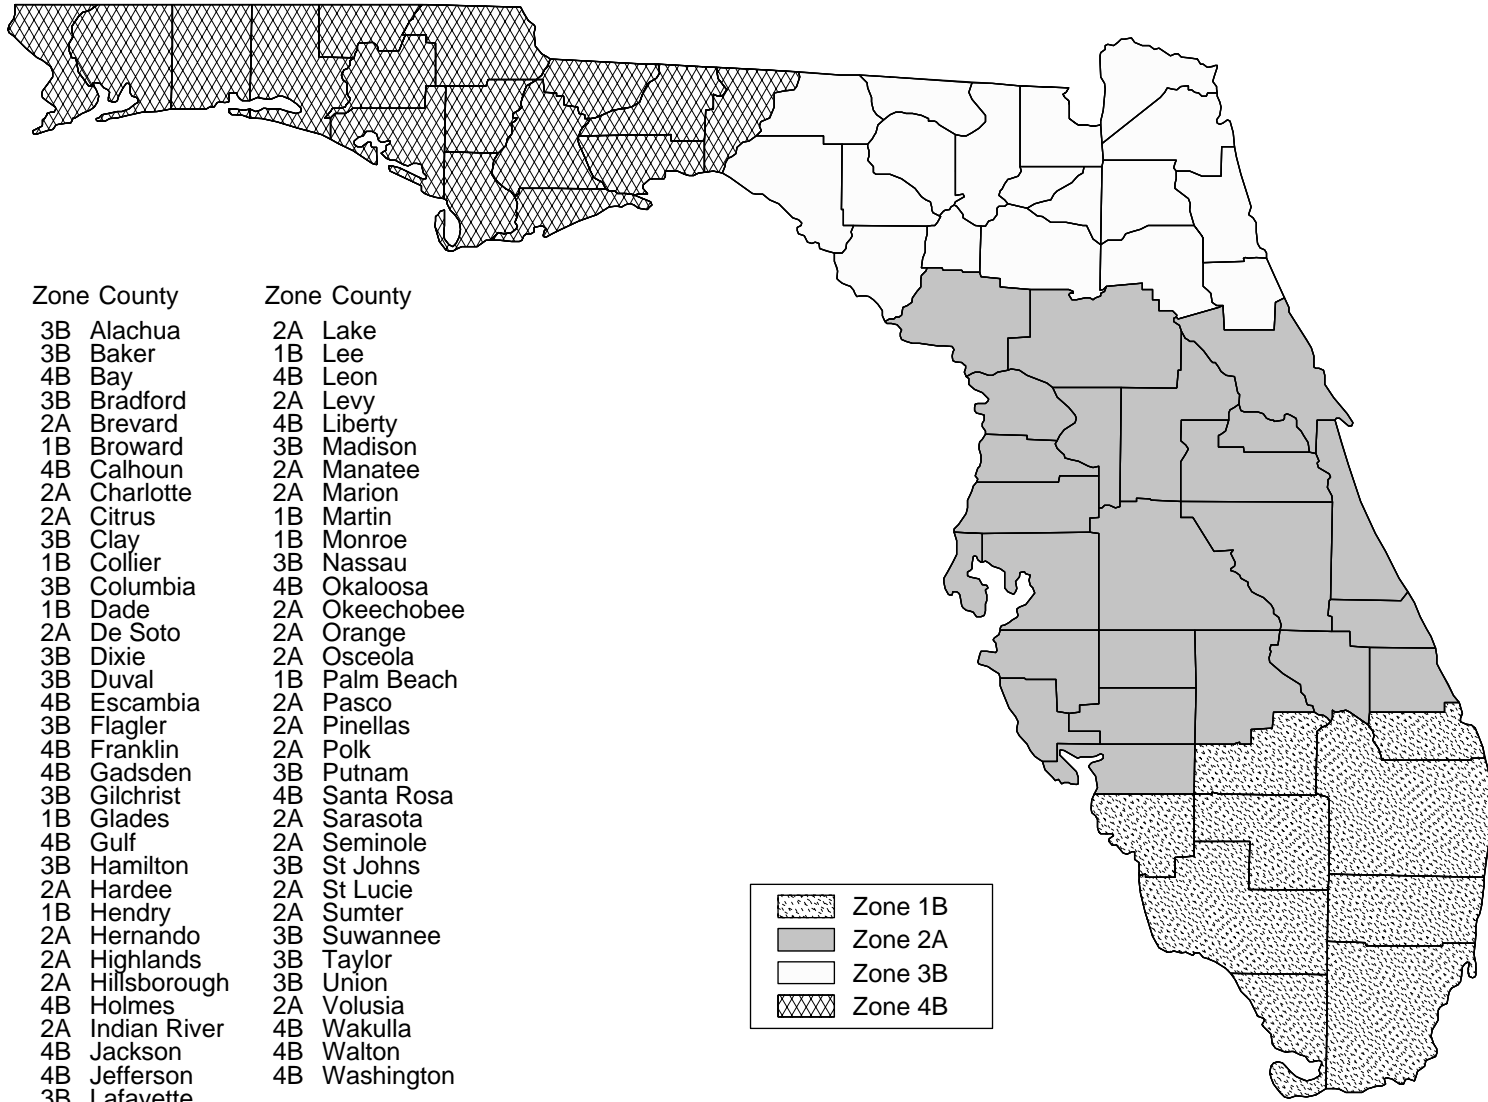 Zone County
3B Alachua
3B Baker
4B Bay
3B Bradford
2A Brevard
1B Broward
4B Calhoun
2A Charlotte
2A Citrus
3B Clay
1B Collier
3B Columbia
1B Dade
2A De Soto
3B Dixie
3B Duval
4B Escambia
3B Flagler
4B Franklin
4B Gadsden
3B Gilchrist
1B Glades
4B Gulf
3B Hamilton
2A Hardee
1B Hendry
2A Hernando
2A Highlands
2A Hillsborough
4B Holmes
2A Indian River
4B Jackson
4B Jefferson
3B Lafayette
Zone County
2A Lake
1B Lee
4B Leon
2A Levy
4B Liberty
3B Madison
2A Manatee
2A Marion
1B Martin
1B Monroe
3B Nassau
4B Okaloosa
2A Okeechobee
2A Orange
2A Osceola
1B Palm Beach
2A Pasco
2A Pinellas
2A Polk
3B Putnam
4B Santa Rosa
2A Sarasota
2A Seminole
3B St Johns
2A St Lucie
2A Sumter
3B Suwannee
3B Taylor
3B Union
2A Volusia
4B Wakulla
4B Walton
4B Washington
Zone 1B
Zone 2A
Zone 3B
Zone 4B